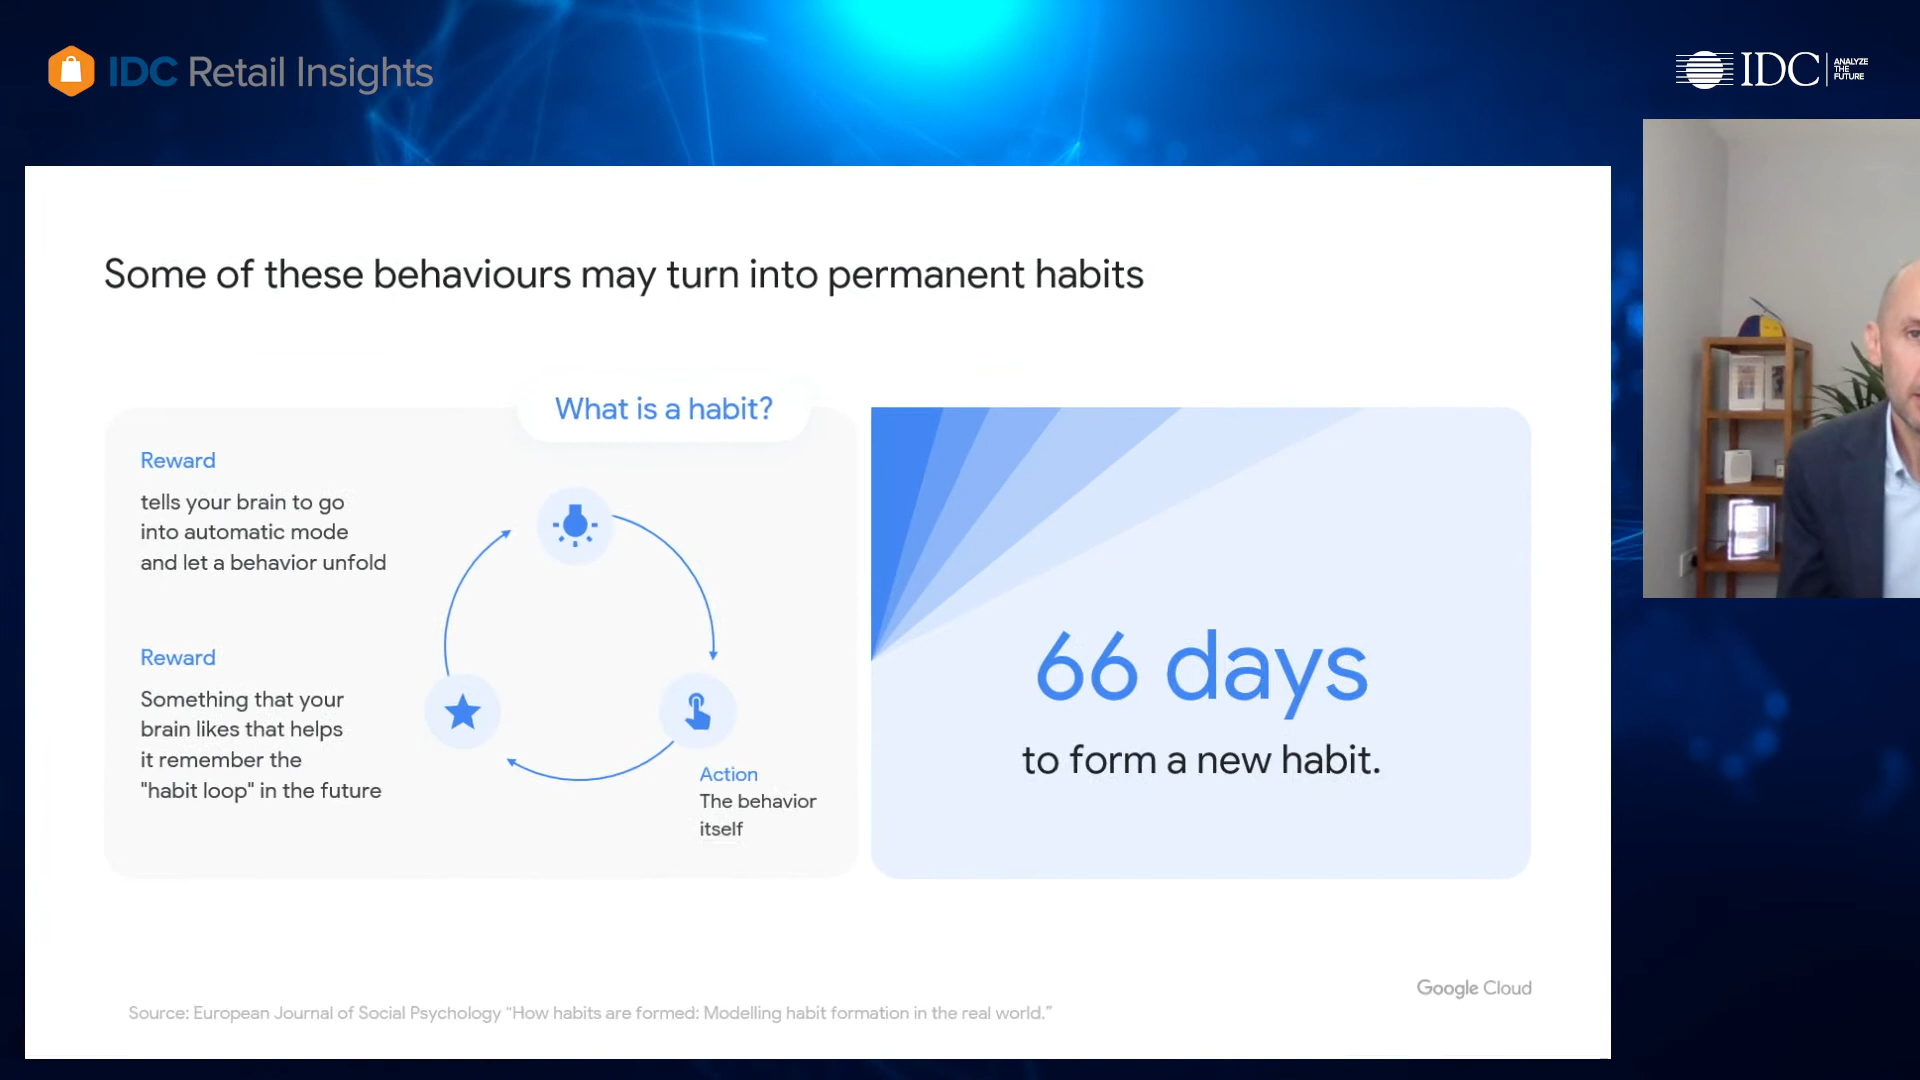 IDC Retail Insights
IDC
ANALYZE
THE
FUTURE
Some of these behaviours may turn into permanent habits
What is a habit?
Reward
tells your brain to go
into automatic mode
and let a behavior unfold
Reward
Something that your
brain likes that helps
it remember the
"habit loop" in the future
Action
The behavior
itself
66 days
to form a new habit.
Google Cloud
Source: European Journal of Social Psychology “How habits are formed: Modelling habit formation in the real world.”